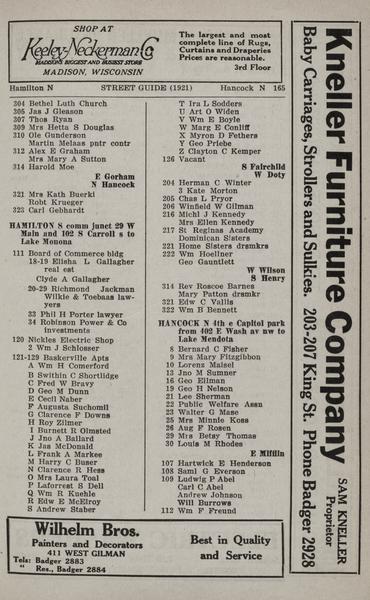 SHOP AT
Keeley-Neckerman Co
MADISON'S BIGGEST AND BUSIEST STORE
MADISON, WISCONSIN
The largest and most
complete line of Rugs,
Curtains and Draperies
Prices are reasonable.
3rd Floor
Hamilton N STREET GUIDE (1921) Hancock N 165
304 Bethel Luth Church
305 Jas J Gleason
307 Thos Ryan
309 Mrs Hetta S Douglas
310 Ole Gunderson
Martin Melaas pntr contr
312 Alex E Graham
Mrs Mary A Sutton
314 Harold Moe
E Gorham
N Hancock
321 Mrs Kath Buerki
Robt Krueger
323 Carl Gebhardt
HAMILTON S comm junct 29 W
Main and 102 S Carroll s to
Lake Monona
111 Board of Commerce bldg
18-19 Elisha L Gallagher
real est
Clyde A Gallagher
20-29 Richmond Jackman
Wilkie & Toebaas law-
yers
33 Phil H Porter lawyer
34 Robinson Power & Co
investments
120 Nickles Electric Shop
2 Wm J Schlosser
121-129 Baskerville Apts
A Wm H Comerford
B Swithin C Shortlidge
C Fred W Bravy
D Geo M Dunn
E Cecil Naber
F Augusta Suchomil
G Clarence F Downs
H Roy Zilmer
I Burnett R Olmsted
J Jno A Ballard
K Jas McDonald
L Frank A Markee
M Harry C Buser
N Clarence R Hess
O Mrs Laura Toal
P Laforrest S Dell
Q Wm R Kuehle
R Edw E McElroy
S Andrew Staber
T Ira L Sodders
U Art O Widen
V Wm E Boyle
W Marg E Conliff
X Myron D Fethers
Y Geo Priebe
Z Clayton C Kemper
126 Vacant
S Fairchild
W Doty
204 Herman C Winter
3 Kate Morton
205 Chas L Pryor
206 Winfield W Gilman
216 Michl J Kennedy
Mrs Ellen Kennedy
217 St Reginas Academy
Dominican Sisters
221 Home Sisters drsmkrs
222 Wm Hoellner
Geo Gauntlett
W Wilson
S Henry
314 Rev Roscoe Barnes
Mary Patton drsmkr
321 Edw C Vallis
322 Wm B Bennett
HANCOCK N 4th e Capitol park
from 402 E Wash av nw to
Lake Mendota
8 Bernard C Fisher
9 Mrs Mary Fitzgibbon
10 Lorenz Maisel
13 Jno M Sumner
16 Geo Eilman
19 Geo H Nelson
21 Lee Sherman
22 Public Welfare Assn
23 Walter G Mase
25 Mrs Minnie Koss
26 Aug F Rosen
29 Mrs Betsy Thomas
30 Louis M Rhodes
E Mifflin
107 Hartwick E Henderson
108 Saml G Everson
109 Ludwig P Abel
Carl C Abel
Andrew Johnson
Will Burrows
112 Wm F Freund
Wilhelm Bros.
Painters and Decorators
411 WEST GILMAN
Tels: Badger 2883
" Res., Badger 2884
Best in Quality
and Service
Kneller Furniture Company
SAM KNELLER
Proprietor
Baby Carriages, Strollers and Sulkies. 203-207 King St. Phone Badger 2928